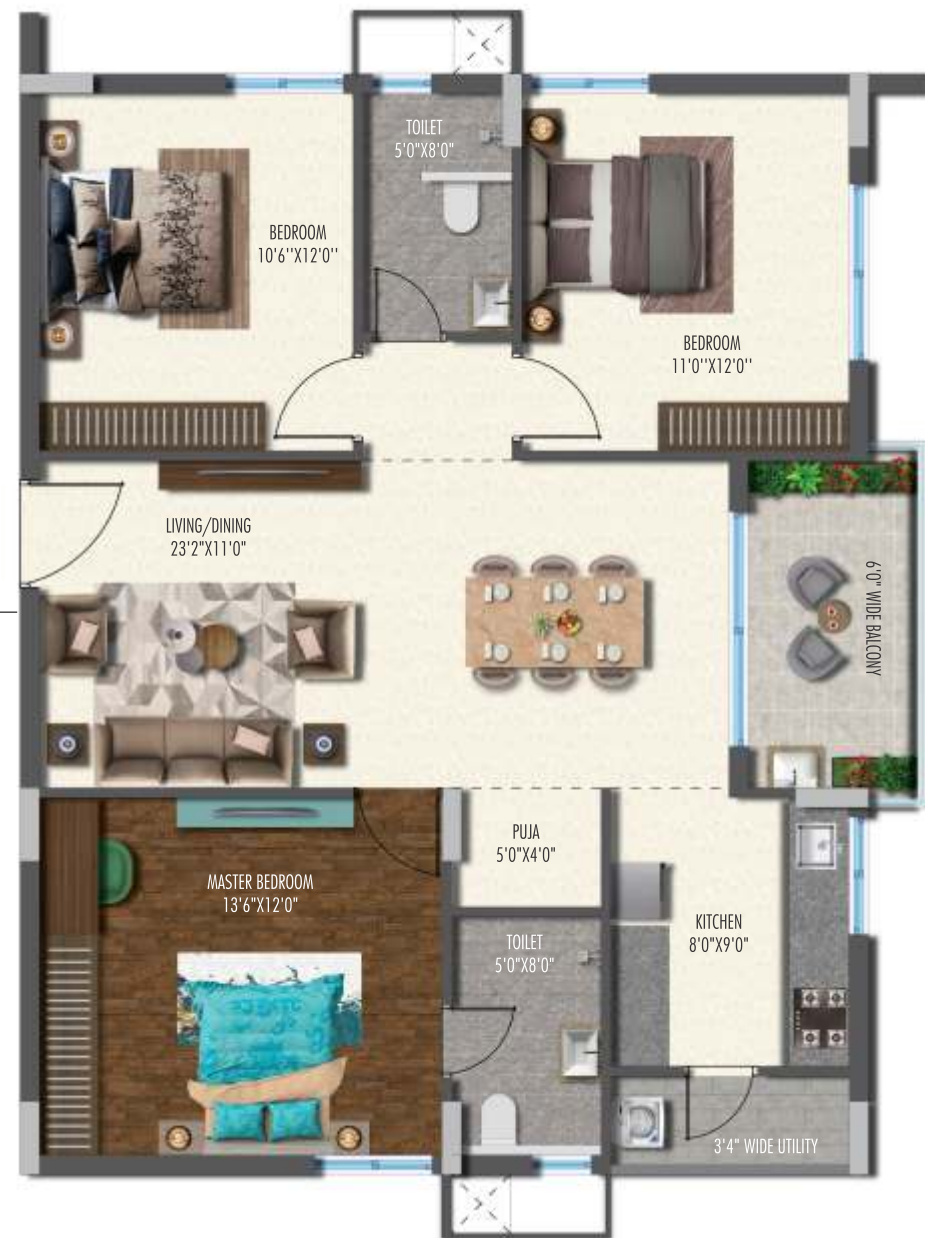 TOILET
5'0"X8'0"
BEDROOM
10'6''X12'0''
BEDROOM
11'0''X12'0''
LIVING/DINING
23'2"X11'0"
6'0" WIDE BALCONY
PUJA
5'0"X4'0"
MASTER BEDROOM
13'6"X12'0"
KITCHEN
8'0"X9'0"
TOILET
5'0"X8'0"
3'4" WIDE UTILITY